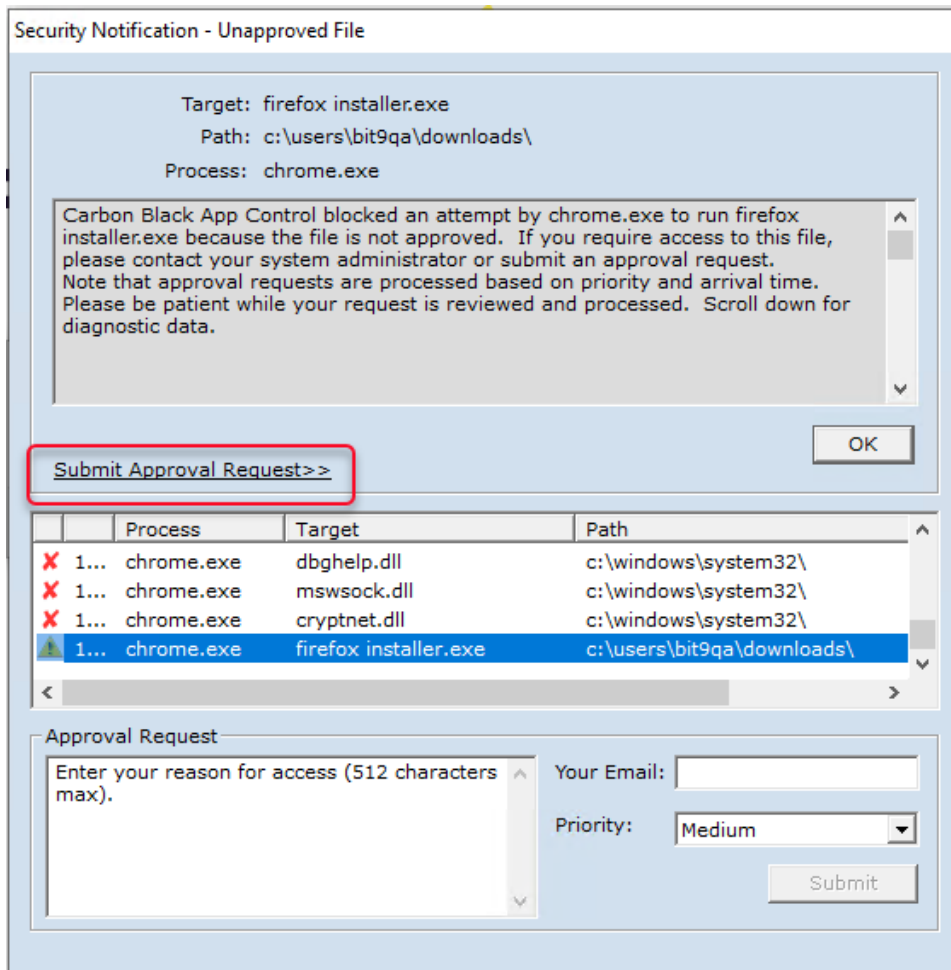 Security Notification - Unapproved File
Target: firefox installer.exe
Path: c:\users\bit9qa\downloads\
Process: chrome.exe
Carbon Black App Control blocked an attempt by chrome.exe to run firefox
installer.exe because the file is not approved.  If you require access to this file,
please contact your system administrator or submit an approval request.
Note that approval requests are processed based on priority and arrival time.
Please be patient while your request is reviewed and processed.  Scroll down for
diagnostic data.
OK
Submit Approval Request>>
Process Target Path
1... chrome.exe dbghelp.dll c:\windows\system32\
1... chrome.exe mswsock.dll c:\windows\system32\
1... chrome.exe cryptnet.dll c:\windows\system32\
1... chrome.exe firefox installer.exe c:\users\bit9qa\downloads\
Approval Request
Enter your reason for access (512 characters
max).
Your Email:
Priority: Medium
Submit